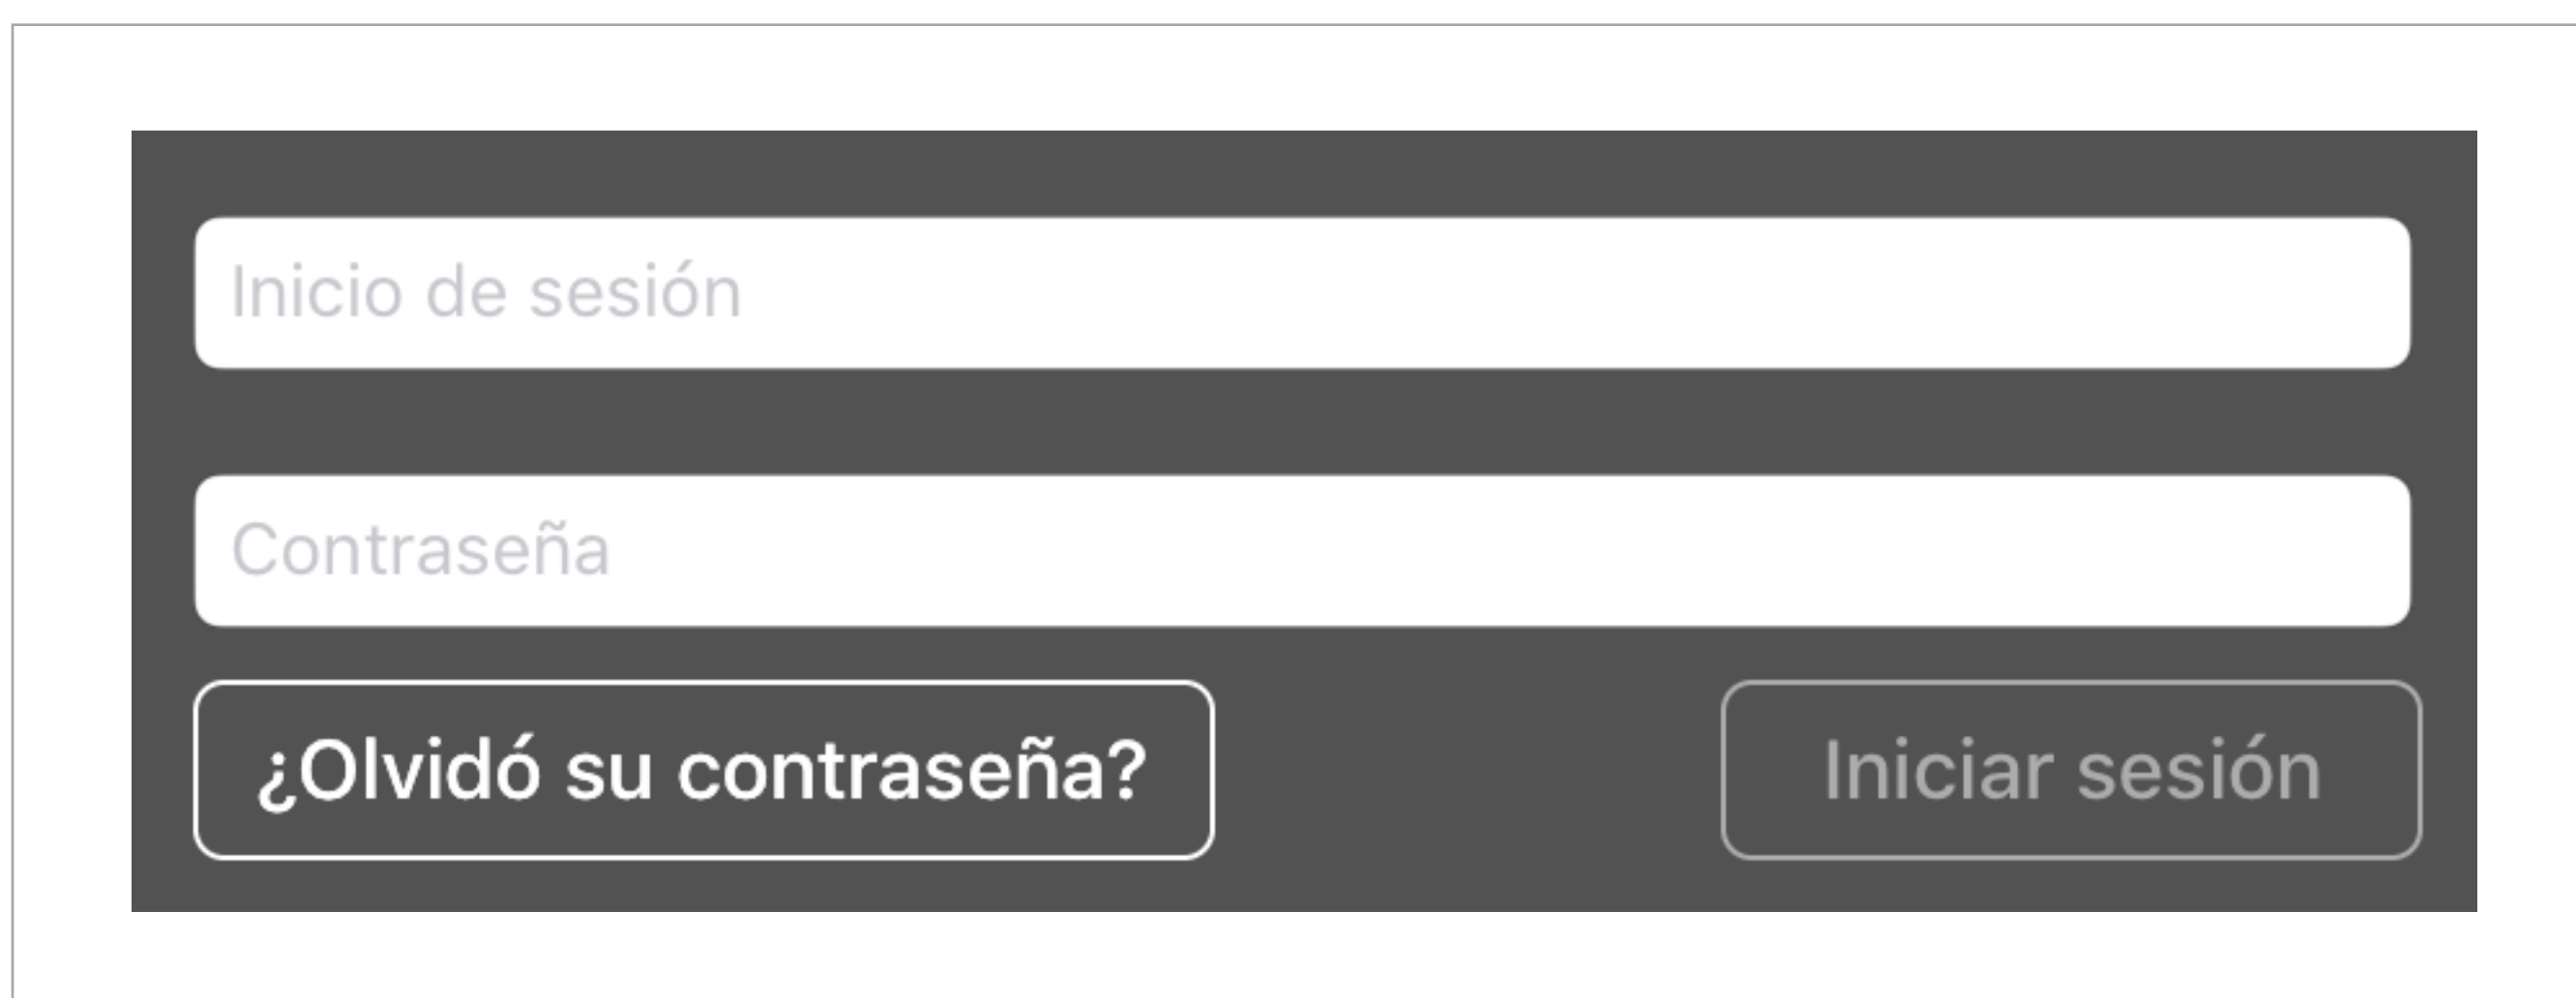 Inicio de sesión
Contraseña
¿Olvidó su contraseña? Iniciar sesión